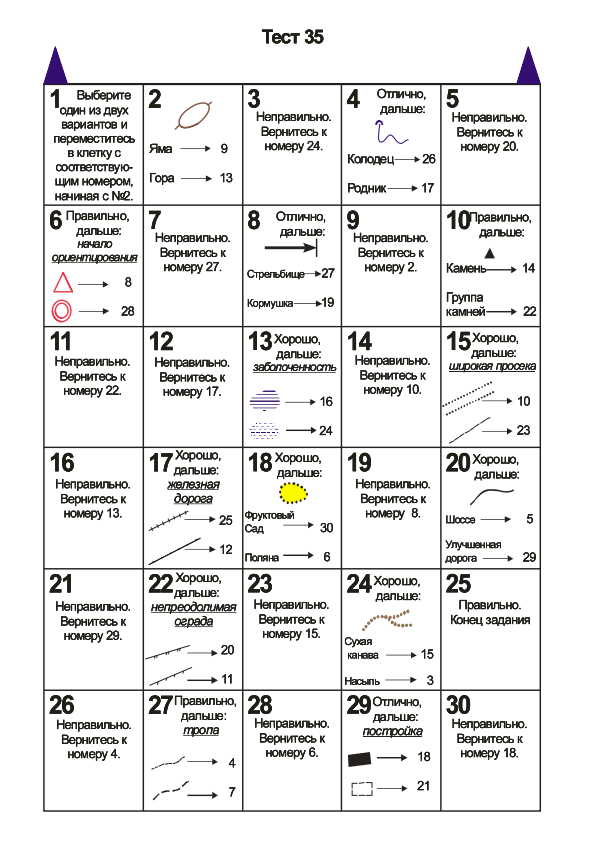 Тест 35
1 Выберите
один из двух
вариантов и
переместитесь
в клетку с
соответствую-
щим номером,
начиная с №2.
2
Яма 9
Гора 13
3
Неправильно.
Вернитесь к
номеру 24.
4 Отлично,
дальше:
Колодец 26
Родник 17
5
Неправильно.
Вернитесь к
номеру 20.
6 Правильно,
дальше:
начало
ориентирования
8
28
7
Неправильно.
Вернитесь к
номеру 27.
8 Отлично,
дальше:
Стрельбище 27
Кормушка 19
9
Неправильно.
Вернитесь к
номеру 2.
10 Правильно,
дальше:
Камень 14
Группа
камней 22
11
Неправильно.
Вернитесь к
номеру 22.
12
Неправильно.
Вернитесь к
номеру 17.
13 Хорошо,
дальше:
заболоченность
16
24
14
Неправильно.
Вернитесь к
номеру 10.
15 Хорошо,
дальше:
широкая просека
10
23
16
Неправильно.
Вернитесь к
номеру 13.
17 Хорошо,
дальше:
железная
дорога
25
12
18 Хорошо,
дальше:
Фруктовый
Сад 30
Поляна 6
19
Неправильно.
Вернитесь к
номеру 8.
20 Хорошо,
дальше:
Шоссе 5
Улучшенная
дорога 29
21
Неправильно.
Вернитесь к
номеру 29.
22 Хорошо,
дальше:
непреодолимая
ограда
20
11
23
Неправильно.
Вернитесь к
номеру 15.
24 Хорошо,
дальше:
Сухая
канава 15
Насыпь 3
25
Правильно.
Конец задания
26
Неправильно.
Вернитесь к
номеру 4.
27 Правильно,
дальше:
тропа
4
7
28
Неправильно.
Вернитесь к
номеру 6.
29 Отлично,
дальше:
постройка
18
21
30
Неправильно.
Вернитесь к
номеру 18.